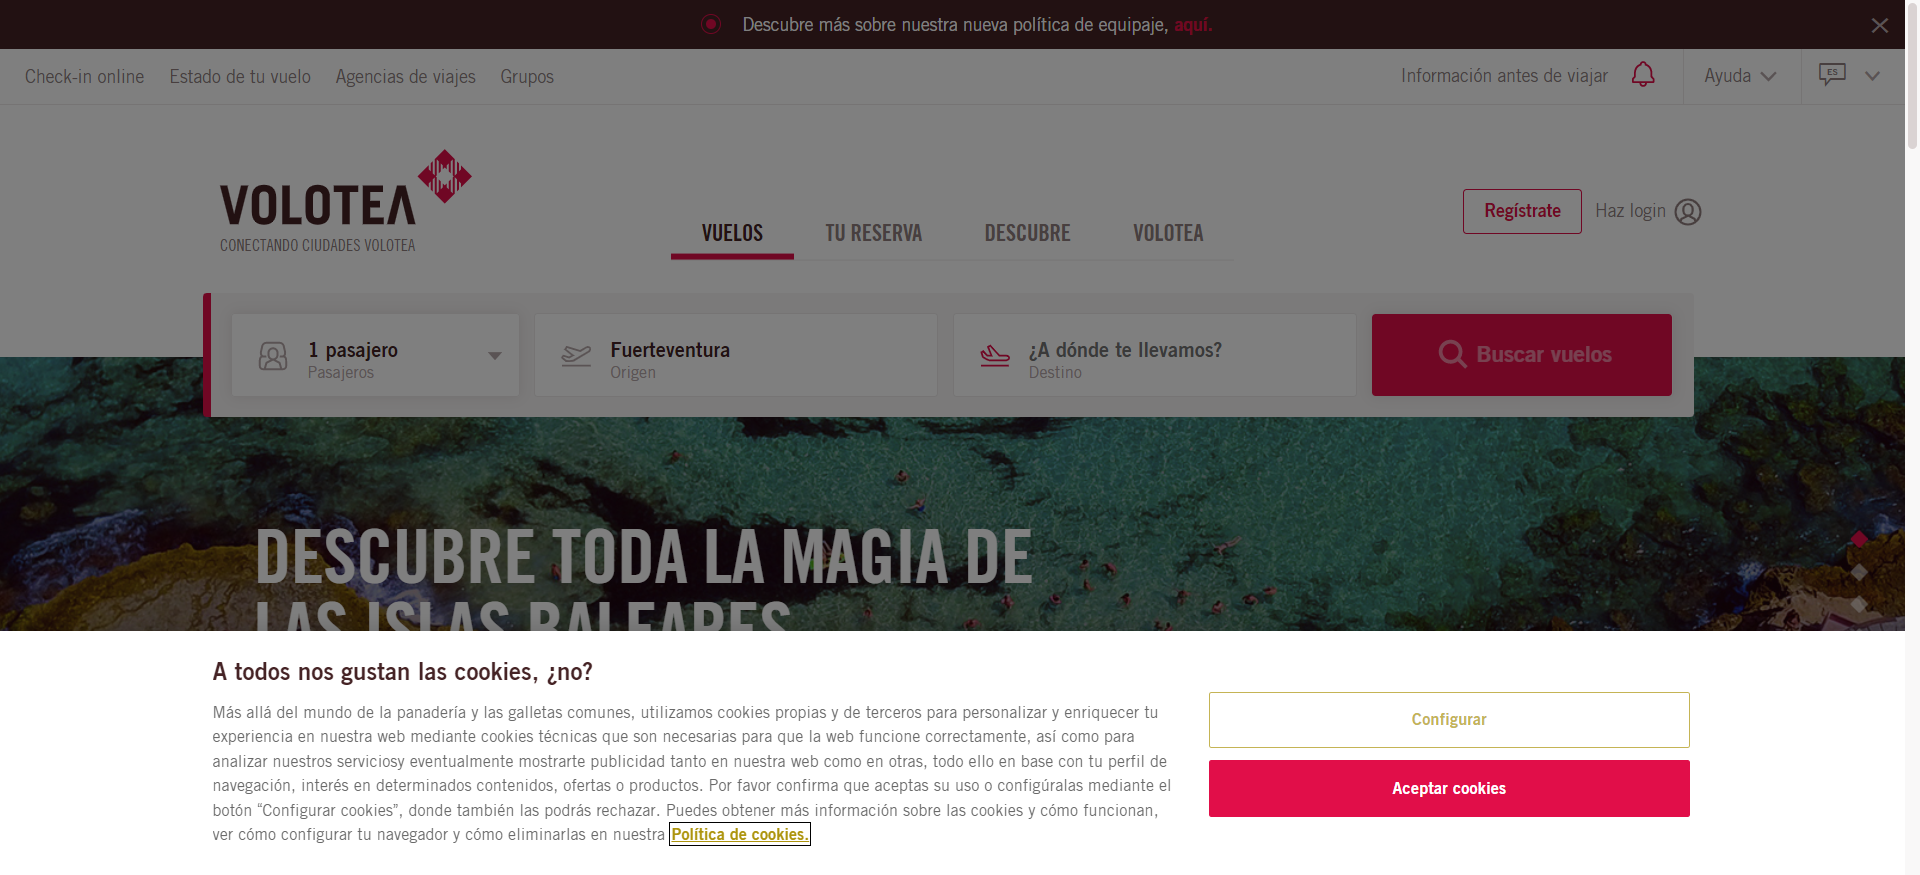 Descubre más sobre nuestra nueva política de equipaje, aquí.
Check-in online Estado de tu vuelo Agencias de viajes Grupos Información antes de viajar Ayuda ES
VOLOTEA
CONECTANDO CIUDADES VOLOTEA
VUELOS TU RESERVA DESCUBRE VOLOTEA
Regístrate Haz login
1 pasajero
Pasajeros
Fuerteventura
Origen
¿A dónde te llevamos?
Destino
Buscar vuelos
DESCUBRE TODA LA MAGIA DE
LAS ISLAS BALEARES
A todos nos gustan las cookies, ¿no?
Más allá del mundo de la panadería y las galletas comunes, utilizamos cookies propias y de terceros para personalizar y enriquecer tu
experiencia en nuestra web mediante cookies técnicas que son necesarias para que la web funcione correctamente, así como para
analizar nuestros serviciosy eventualmente mostrarte publicidad tanto en nuestra web como en otras, todo ello en base con tu perfil de
navegación, interés en determinados contenidos, ofertas o productos. Por favor confirma que aceptas su uso o configúralas mediante el
botón “Configurar cookies”, donde también las podrás rechazar. Puedes obtener más información sobre las cookies y cómo funcionan,
ver cómo configurar tu navegador y cómo eliminarlas en nuestra Política de cookies.
Configurar
Aceptar cookies